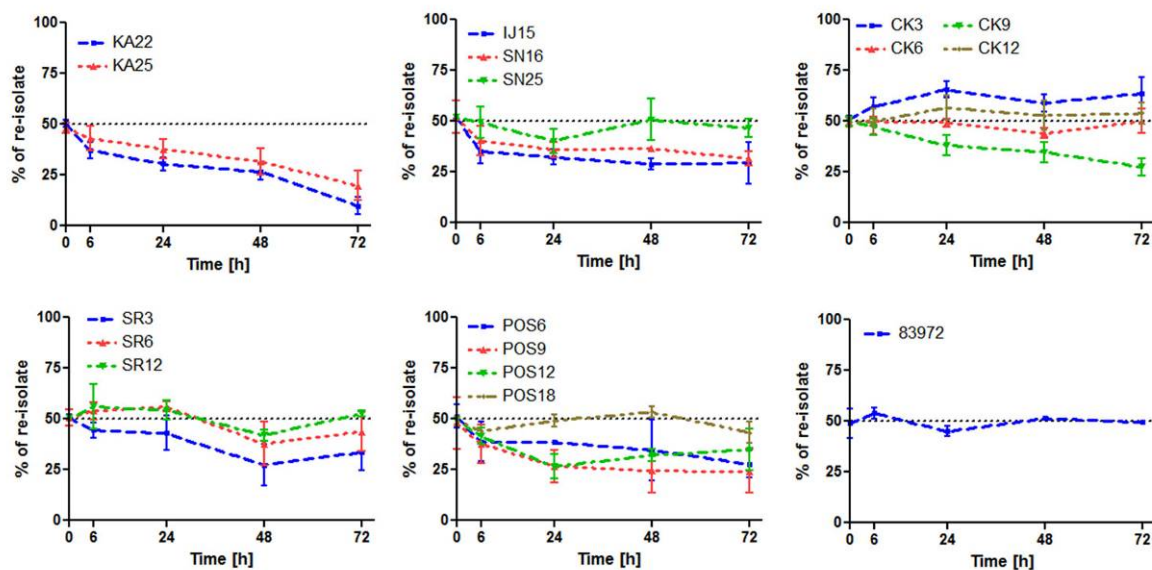 % of re-isolate
100
75
50
25
0
KA22
KA25
0 6 24 48 72
Time [h]
% of re-isolate
100
75
50
25
0
IJ15
SN16
SN25
0 6 24 48 72
Time [h]
% of re-isolate
100
75
50
25
0
CK3 CK9
CK6 CK12
0 6 24 48 72
Time [h]
% of re-isolate
100
75
50
25
0
SR3
SR6
SR12
0 6 24 48 72
Time [h]
% of re-isolate
100
75
50
25
0
POS6
POS9
POS12
POS18
0 6 24 48 72
Time [h]
% of re-isolate
100
75
50
25
0
83972
0 6 24 48 72
Time [h]